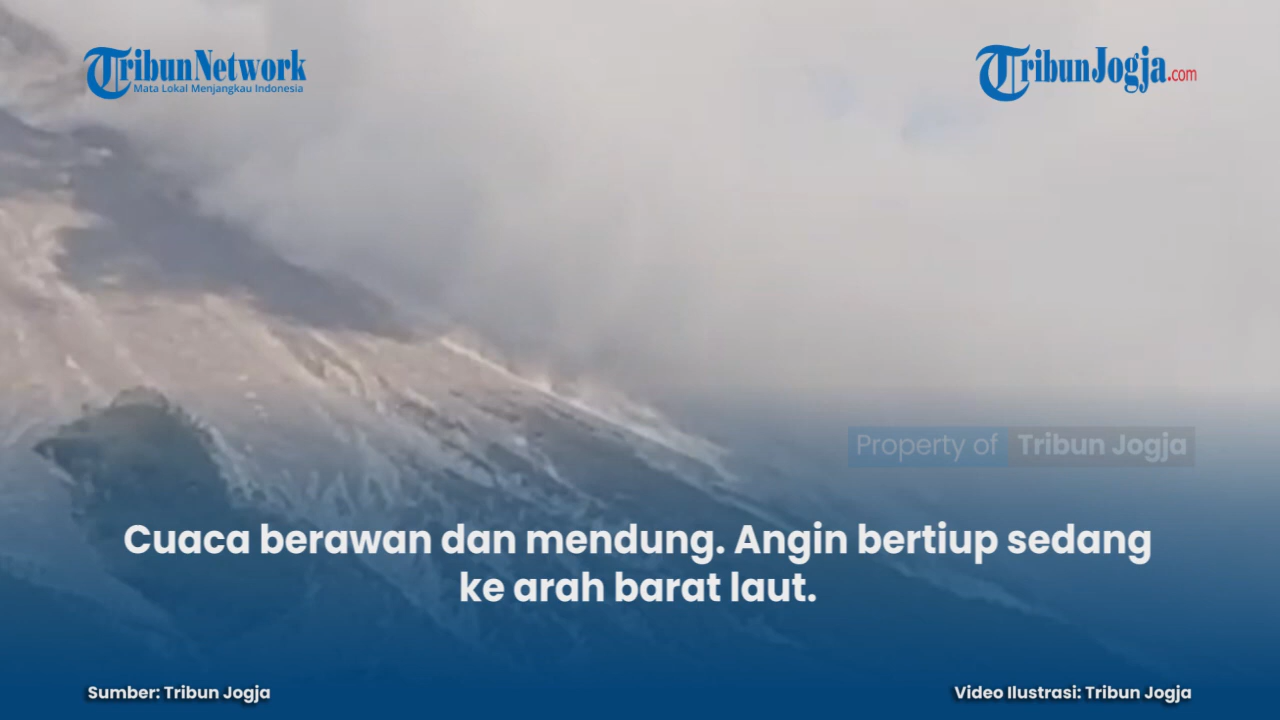 TribunNetwork
Mata Lokal Menjangkau Indonesia
TribunJogja.com
Property of Tribun Jogja
Cuaca berawan dan mendung. Angin bertiup sedang
ke arah barat laut.
Sumber: Tribun Jogja
Video Ilustrasi: Tribun Jogja